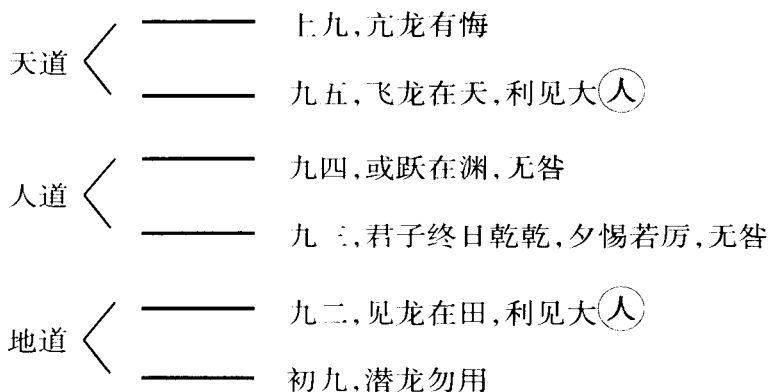 上九,亢龙有悔
天道
九五,飞龙在天,利见大人
九四,或跃在渊,无咎
人道
九三,君子终日乾乾,夕惕若厉,无咎
九二,见龙在田,利见大人
地道
初九,潜龙勿用